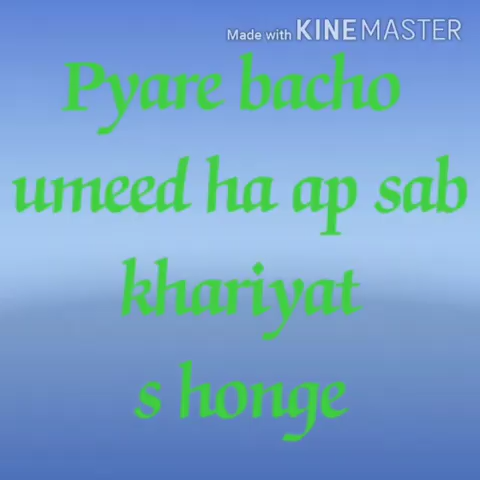 Made with KINEMASTER
Pyare bacho
umeed ha ap sab
khariyat
s honge